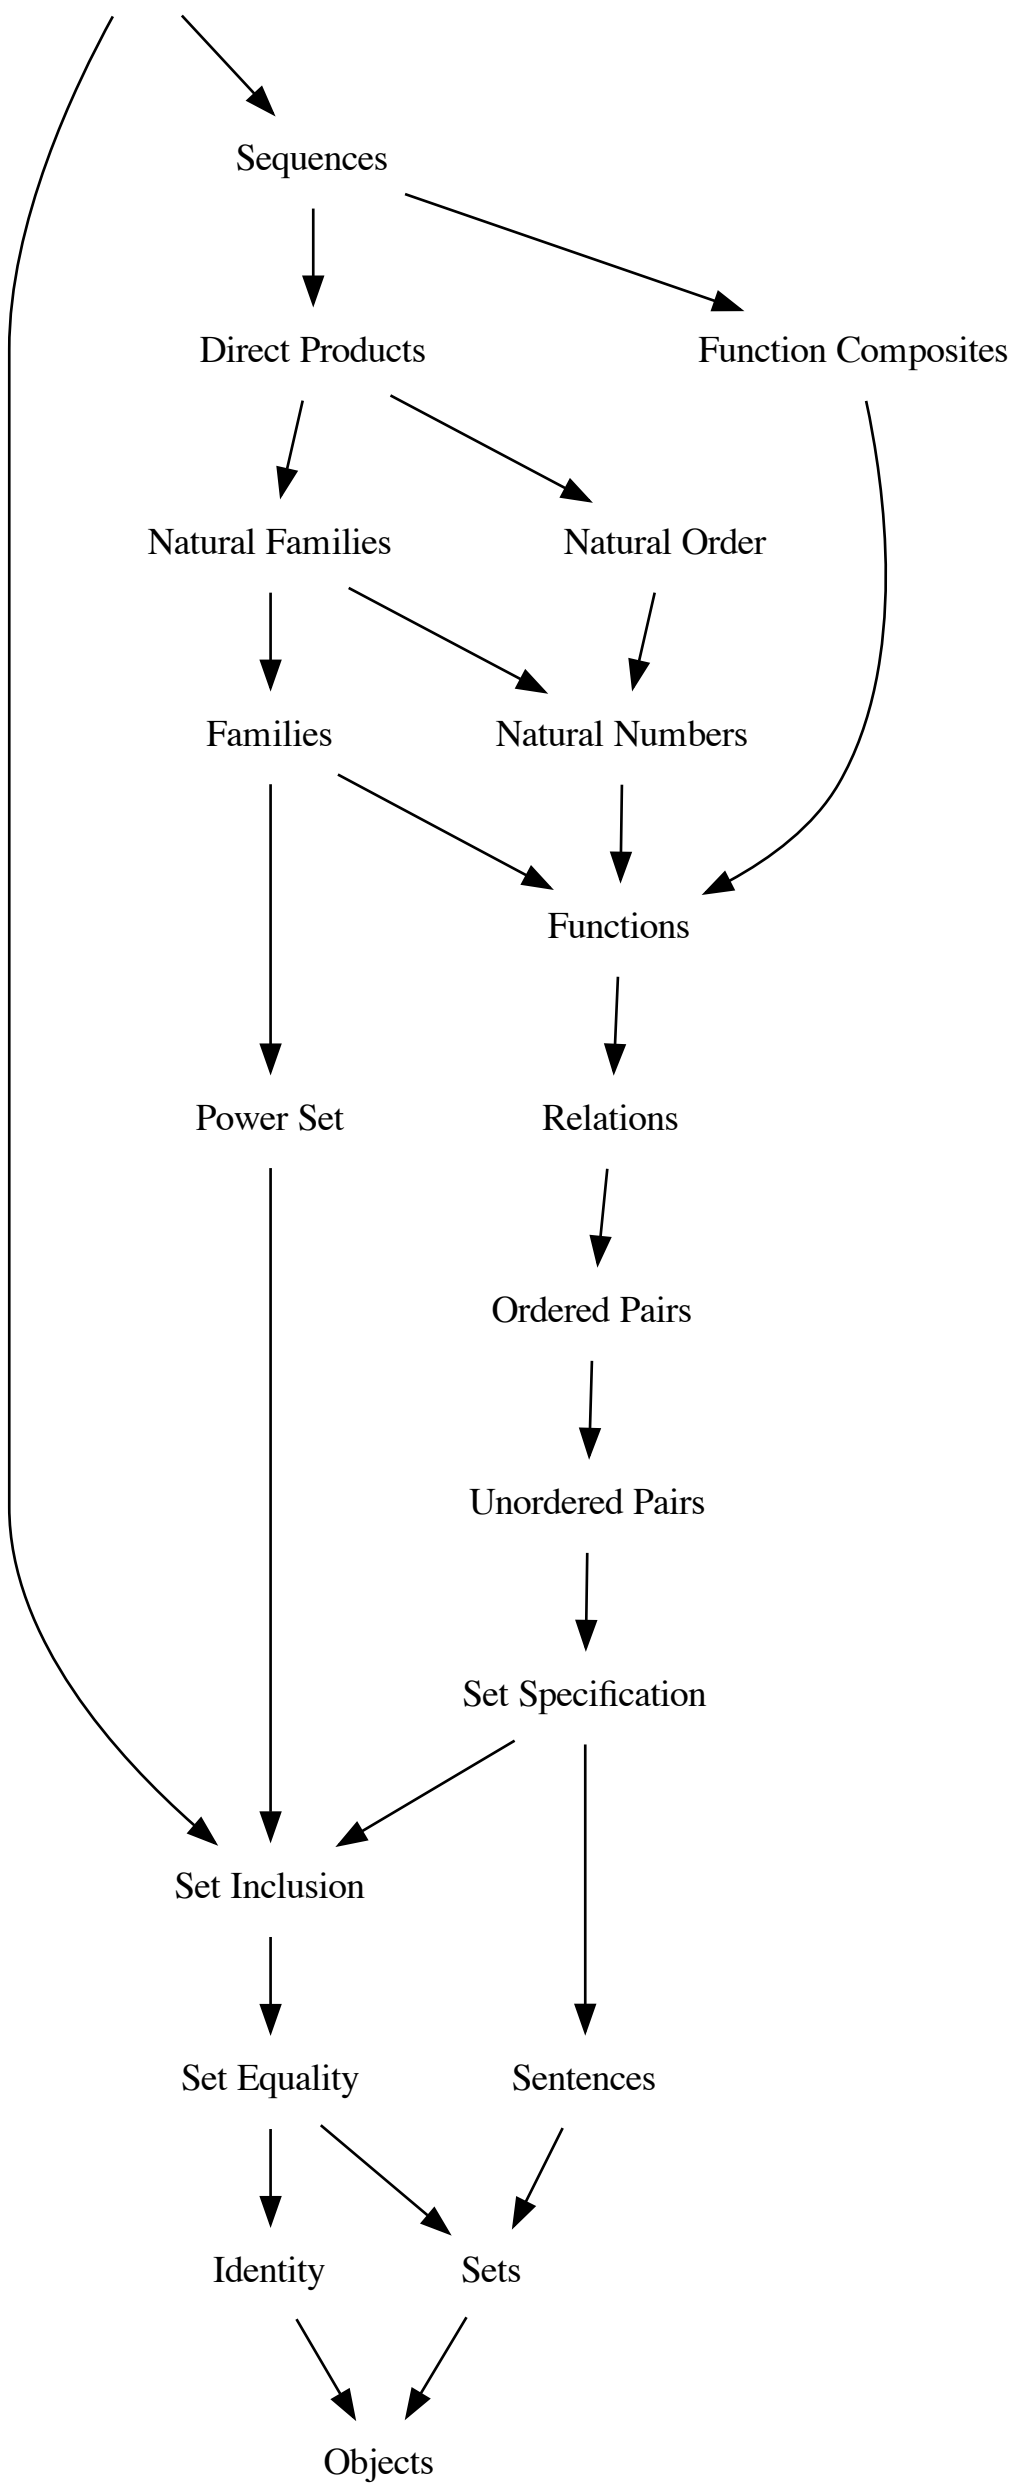 Sequences
Direct Products
Function Composites
Natural Families
Natural Order
Families
Natural Numbers
Functions
Power Set
Relations
Ordered Pairs
Unordered Pairs
Set Specification
Set Inclusion
Set Equality
Sentences
Identity
Sets
Objects